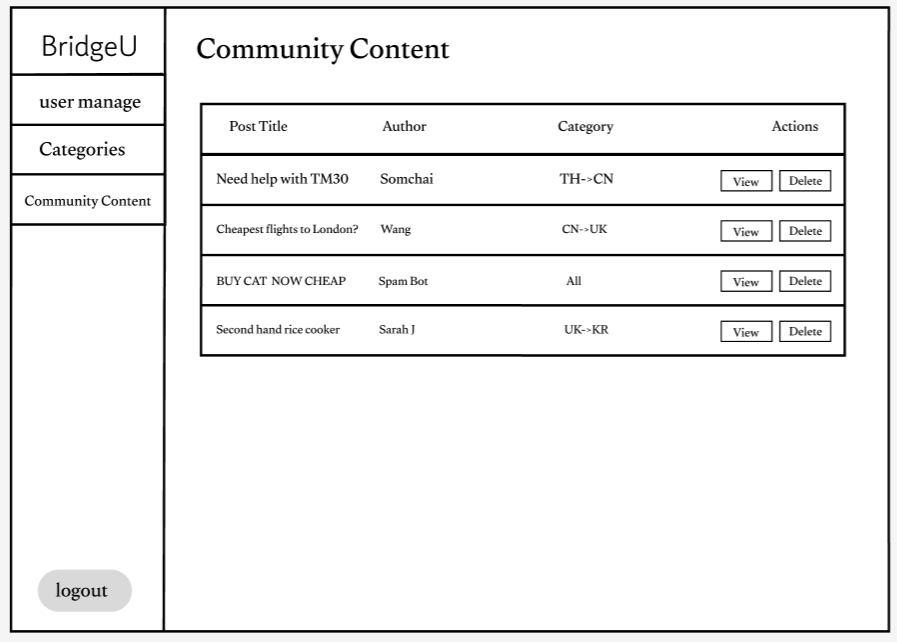 BridgeU
user manage
Categories
Community Content
logout
Community Content
Post Title Author Category Actions
Need help with TM30 Somchai TH->CN View Delete
Cheapest flights to London? Wang CN->UK View Delete
BUY CAT NOW CHEAP Spam Bot All View Delete
Second hand rice cooker Sarah J UK->KR View Delete